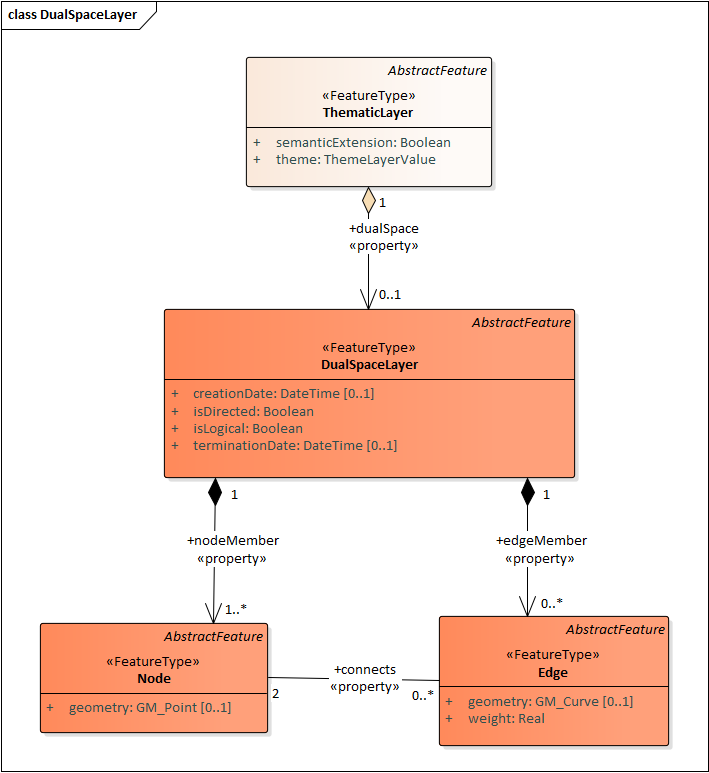 class DualSpaceLayer
AbstractFeature
«FeatureType»
ThematicLayer
+ semanticExtension: Boolean
+ theme: ThemeLayerValue
1
+dualSpace
«property»
0..1
AbstractFeature
«FeatureType»
DualSpaceLayer
+ creationDate: DateTime [0..1]
+ isDirected: Boolean
+ isLogical: Boolean
+ terminationDate: DateTime [0..1]
1
1
+nodeMember
«property»
+edgeMember
«property»
1..*
0..*
AbstractFeature
«FeatureType»
Node
+ geometry: GM_Point [0..1]
+connects
«property»
2
0..*
AbstractFeature
«FeatureType»
Edge
+ geometry: GM_Curve [0..1]
+ weight: Real